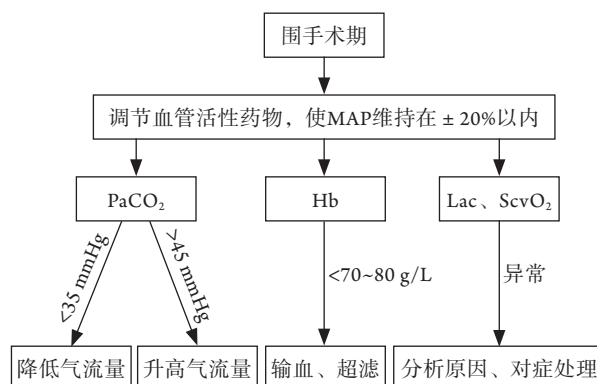 围手术期
调节血管活性药物，使MAP维持在 ± 20%以内
PaCO₂
Hb
Lac、ScvO₂
<35 mmHg
>45 mmHg
<70~80 g/L
异常
降低气流量
升高气流量
输血、超滤
分析原因、对症处理